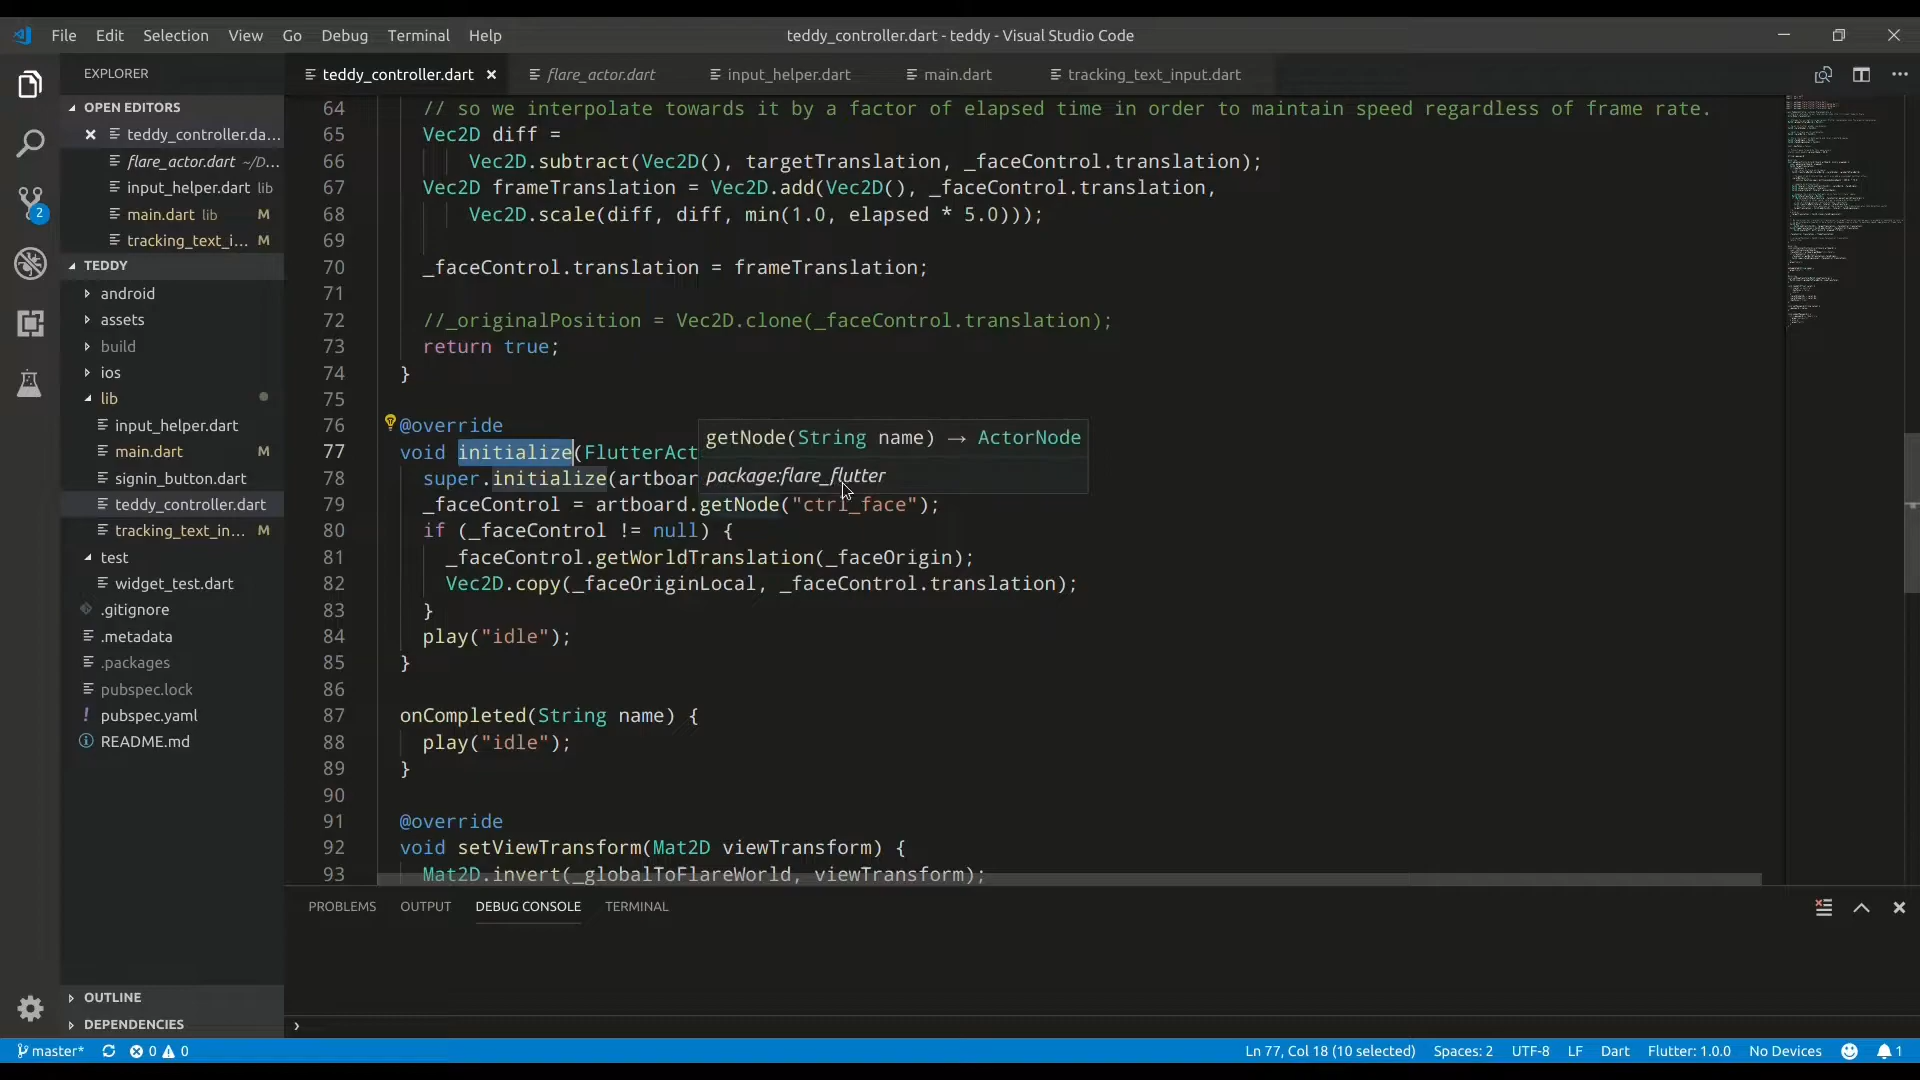 File Edit Selection View Go Debug Terminal Help
teddy_controller.dart - teddy - Visual Studio Code
EXPLORER
teddy_controller.dart
flare_actor.dart
input_helper.dart
main.dart
tracking_text_input.dart
OPEN EDITORS
teddy_controller.da...
flare_actor.dart ~/D...
input_helper.dart lib
main.dart lib M
tracking_text_i... M
2
TEDDY
android
assets
build
ios
lib
input_helper.dart
main.dart M
signin_button.dart
teddy_controller.dart
tracking_text_in... M
test
widget_test.dart
.gitignore
.metadata
.packages
pubspec.lock
! pubspec.yaml
README.md
OUTLINE
DEPENDENCIES
64 // so we interpolate towards it by a factor of elapsed time in order to maintain speed regardless of frame rate.
65 Vec2D diff =
66 Vec2D.subtract(Vec2D(), targetTranslation, _faceControl.translation);
67 Vec2D frameTranslation = Vec2D.add(Vec2D(), _faceControl.translation,
68 Vec2D.scale(diff, diff, min(1.0, elapsed * 5.0)));
69
70 _faceControl.translation = frameTranslation;
71
72 //_originalPosition = Vec2D.clone(_faceControl.translation);
73 return true;
74 }
75
76 @override
77 void initialize(FlutterAct
78 super.initialize(artboar
79 _faceControl = artboard.getNode("ctrl_face");
80 if (_faceControl != null) {
81 _faceControl.getWorldTranslation(_faceOrigin);
82 Vec2D.copy(_faceOriginLocal, _faceControl.translation);
83 }
84 play("idle");
85 }
86
87 onCompleted(String name) {
88 play("idle");
89 }
90
91 @override
92 void setViewTransform(Mat2D viewTransform) {
93 Mat2D.invert(_globalToFlareWorld, viewTransform);
getNode(String name) → ActorNode
package:flare_flutter
PROBLEMS OUTPUT DEBUG CONSOLE TERMINAL
master* 0 0
Ln 77, Col 18 (10 selected) Spaces: 2 UTF-8 LF Dart Flutter: 1.0.0 No Devices 1